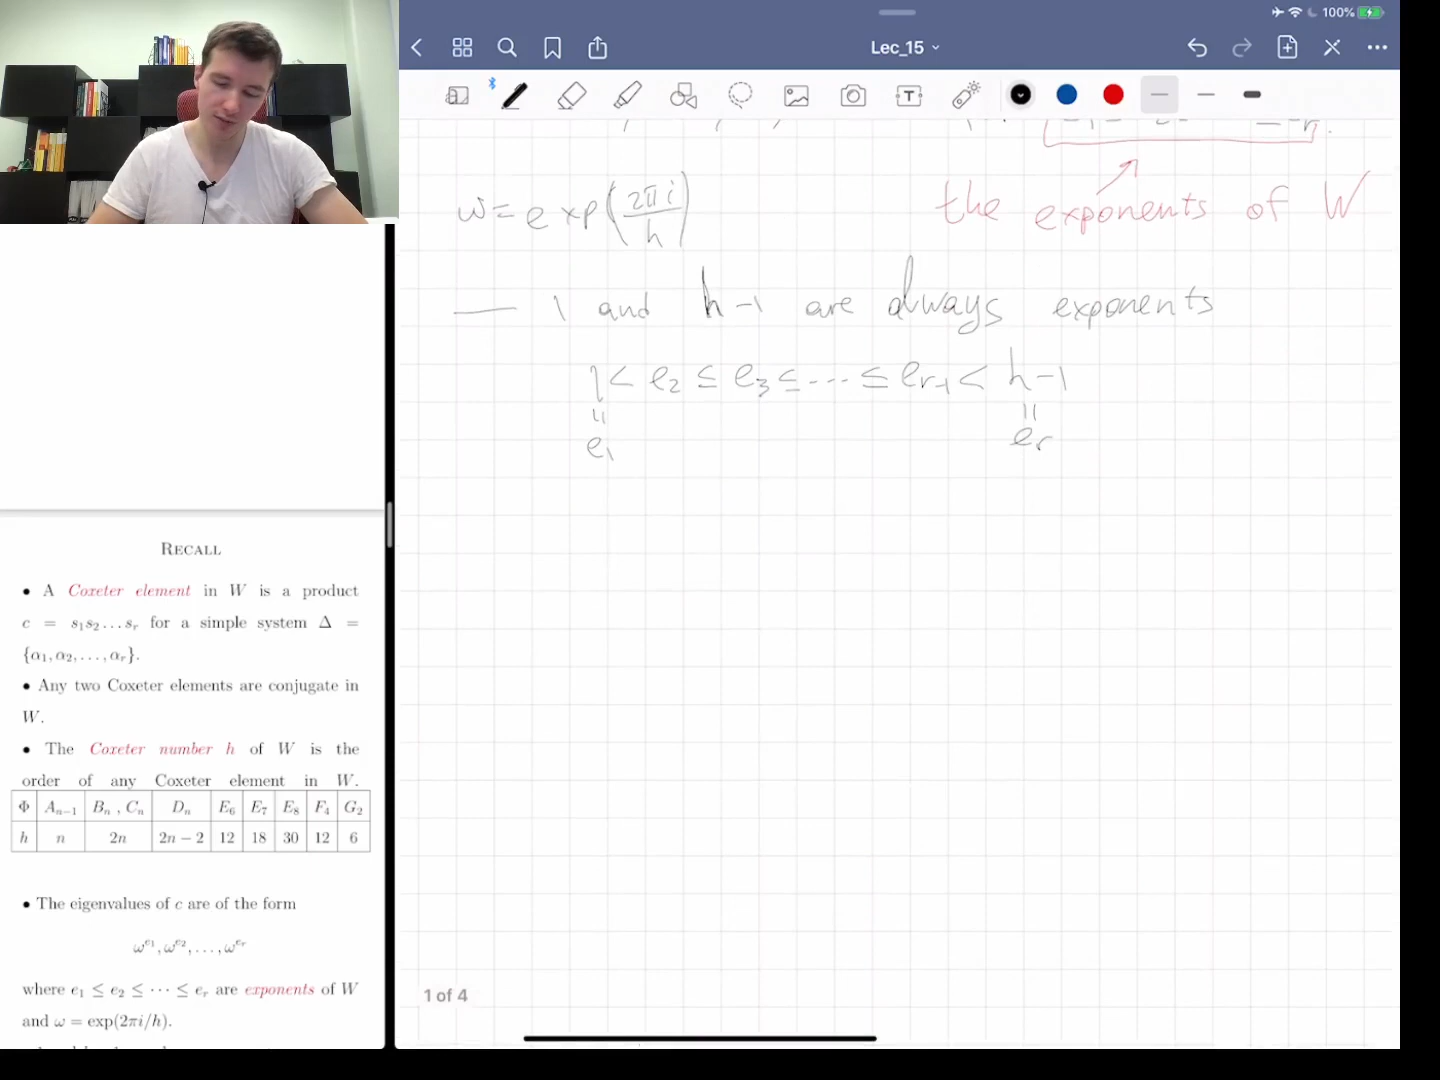 100%
Lec_15
ω = exp(2πi/h)
the exponents of W
— 1 and h-1 are always exponents
1 < e₂ ≤ e₃ ≤ ... ≤ e_{r-1} < h-1
= =
e₁ e_r
1 of 4
RECALL
• A Coxeter element in W is a product
c = s₁s₂...s_r for a simple system Δ =
{α₁, α₂, ..., α_r}.
• Any two Coxeter elements are conjugate in
W.
• The Coxeter number h of W is the
order of any Coxeter element in W.
Φ A_{n-1} B_n , C_n D_n E₆ E₇ E₈ F₄ G₂
h n 2n 2n − 2 12 18 30 12 6
• The eigenvalues of c are of the form
ω^{e₁}, ω^{e₂}, ..., ω^{e_r}
where e₁ ≤ e₂ ≤ ··· ≤ e_r are exponents of W
and ω = exp(2πi/h).